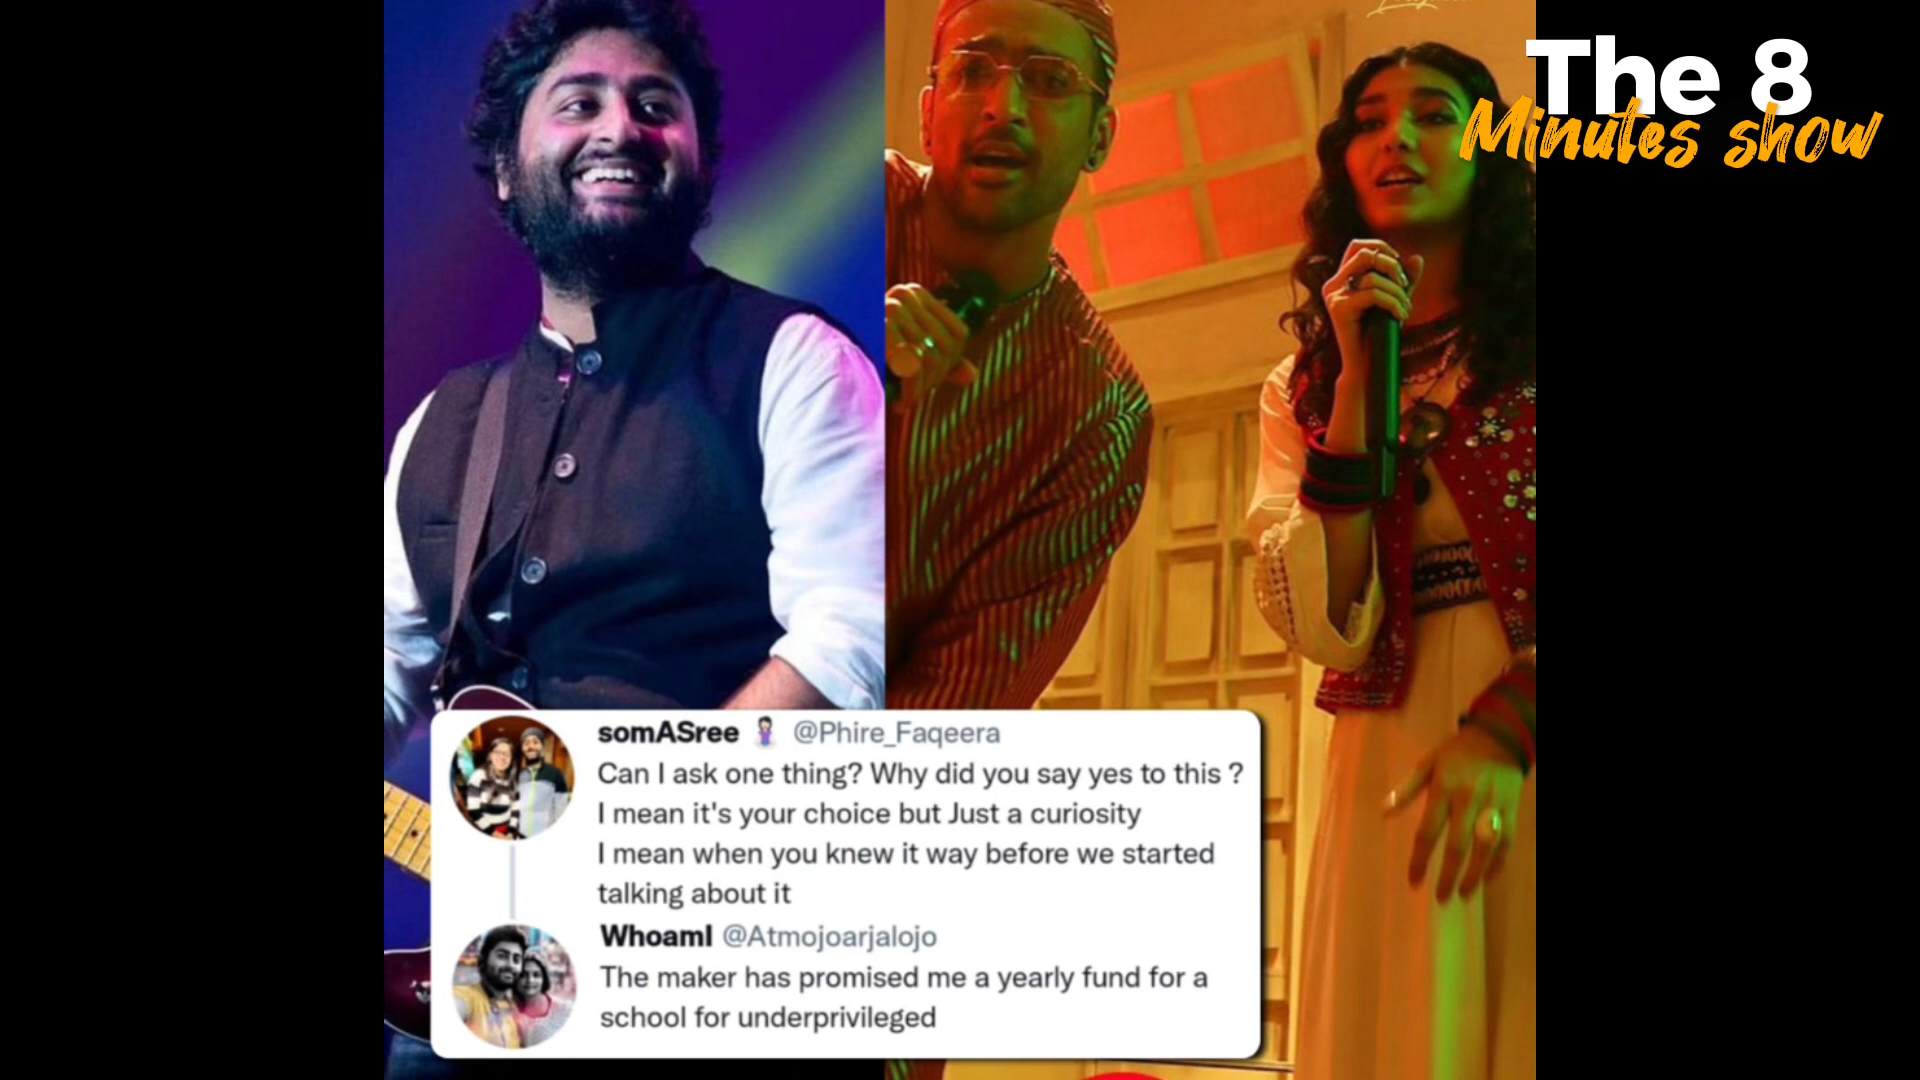 The 8
Minutes show
somASree @Phire_Faqeera
Can I ask one thing? Why did you say yes to this ?
I mean it's your choice but Just a curiosity
I mean when you knew it way before we started
talking about it
WhoamI @Atmojoarjalojo
The maker has promised me a yearly fund for a
school for underprivileged